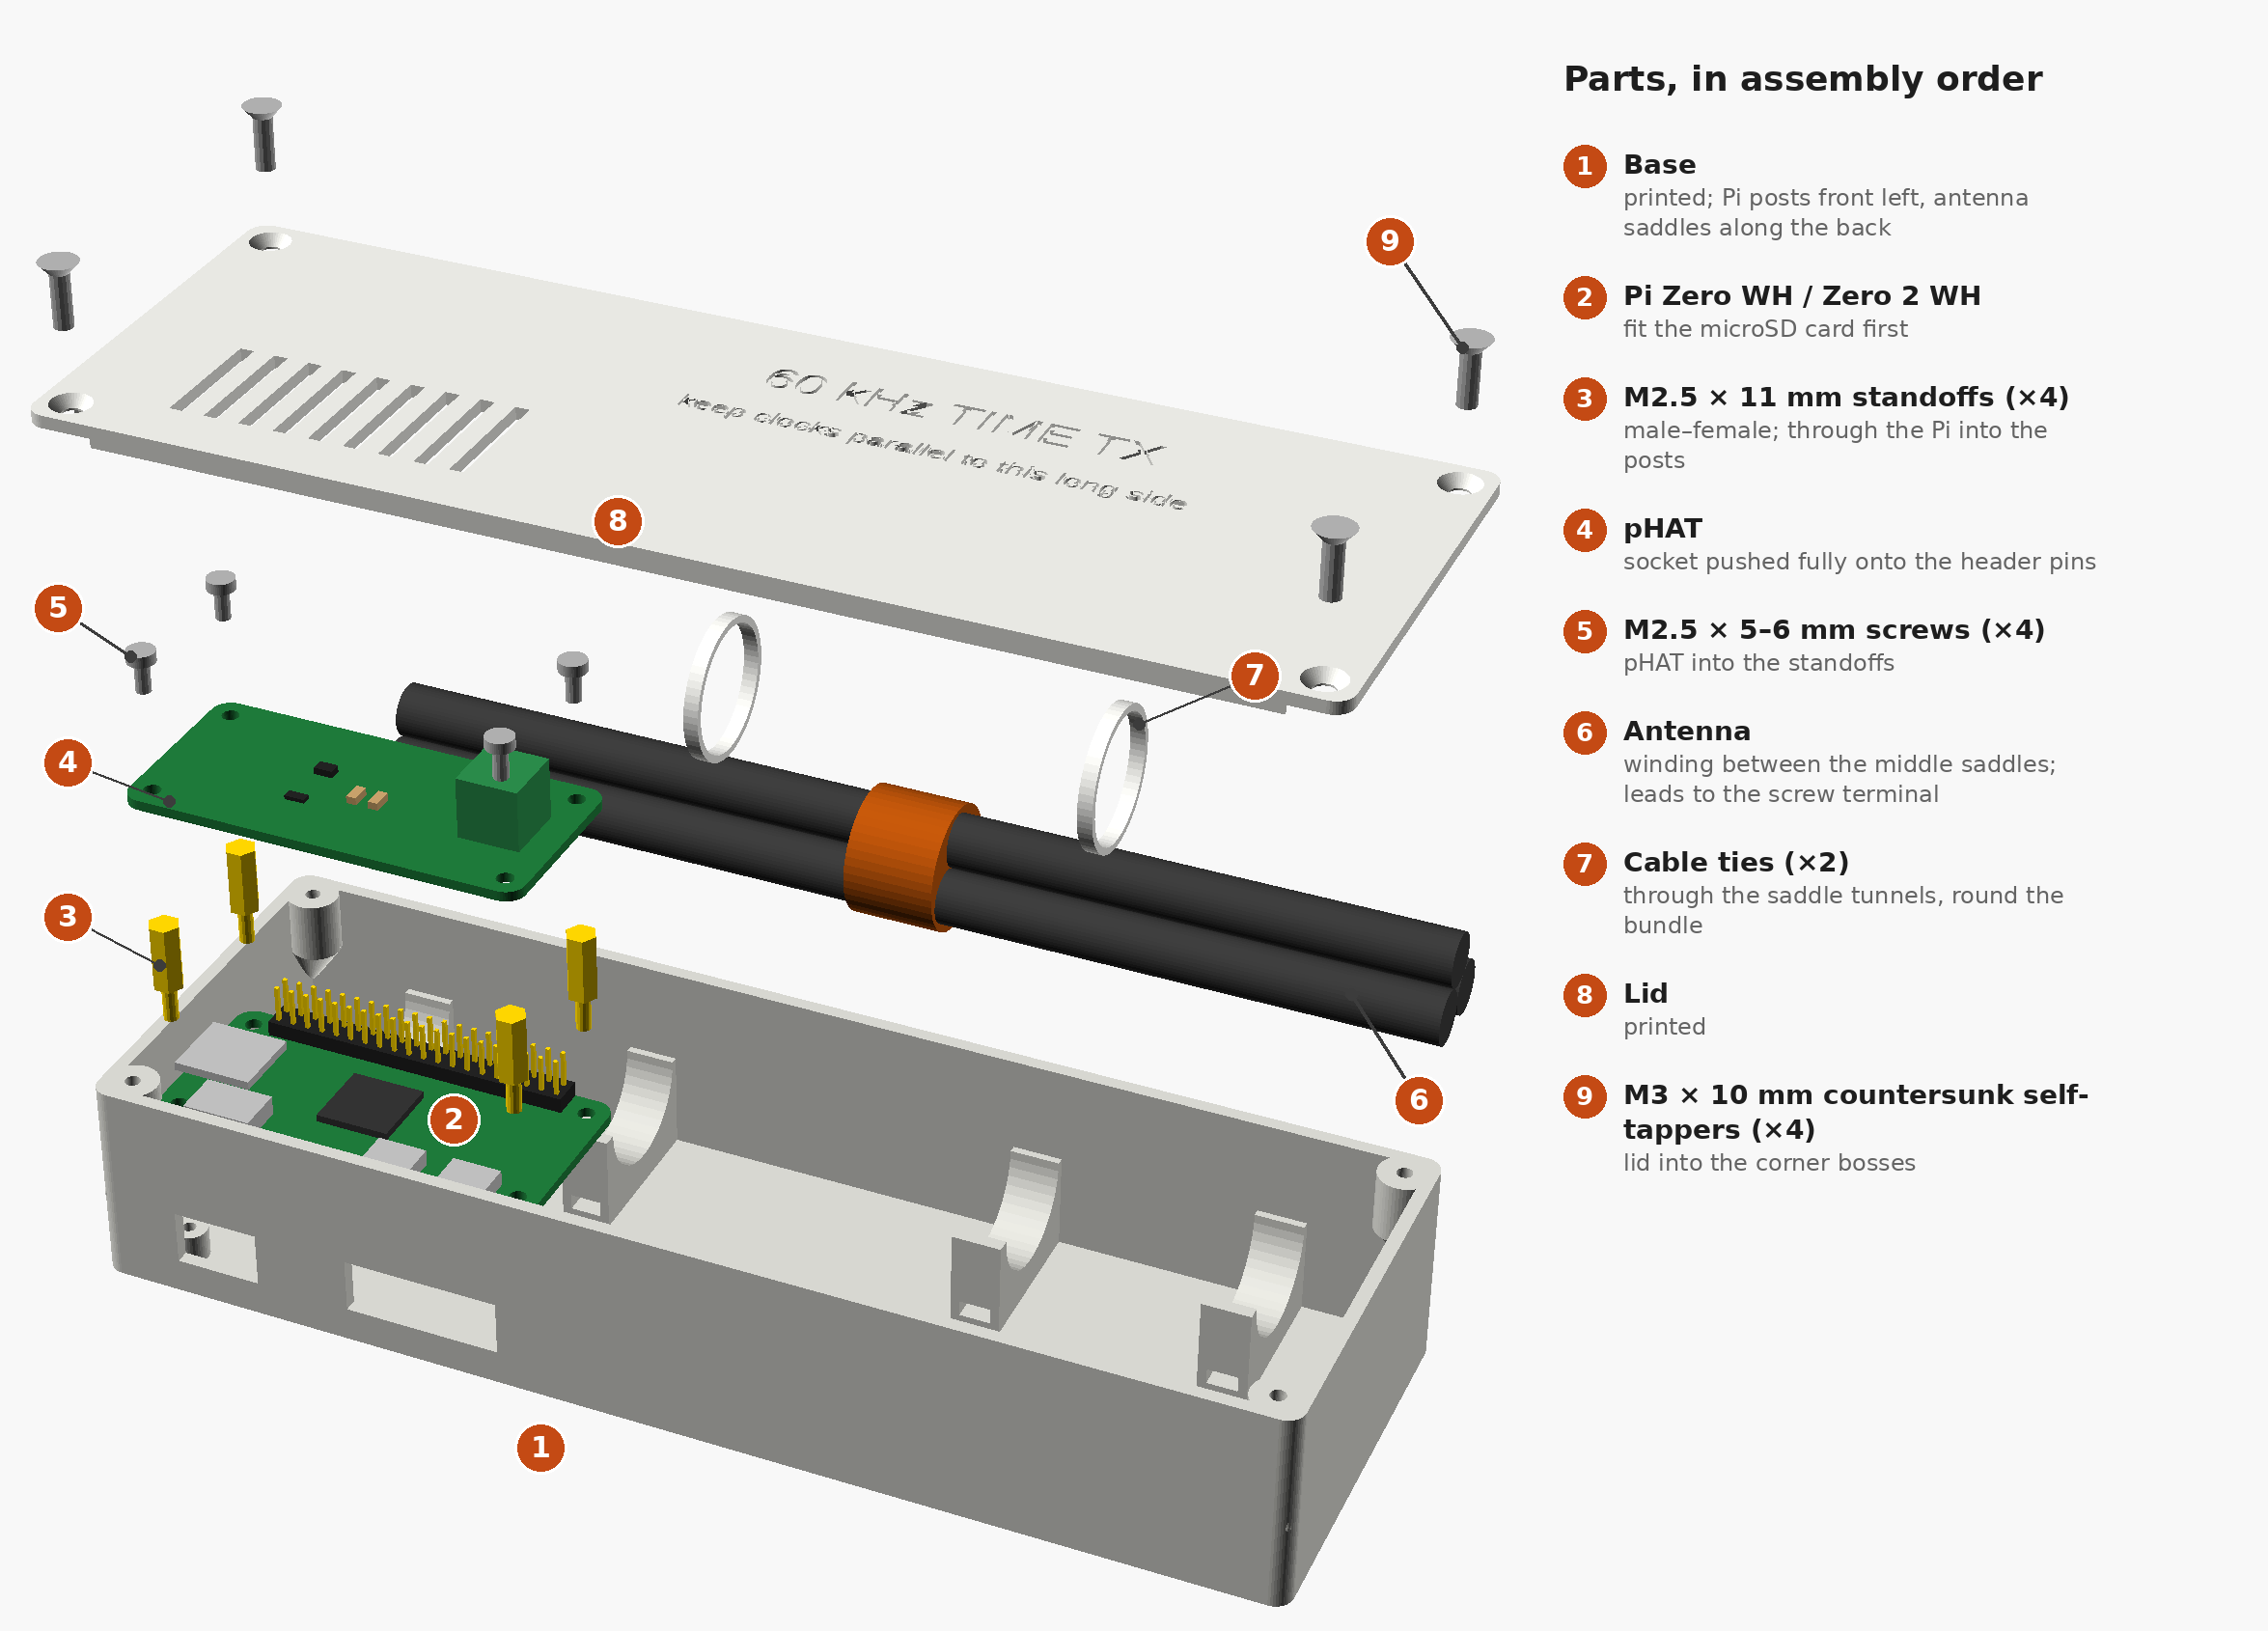 60 kHz TIME TX
keep clocks parallel to this long side
9
8
5
7
4
3
2
6
1
Parts, in assembly order
1 Base
printed; Pi posts front left, antenna
saddles along the back
2 Pi Zero WH / Zero 2 WH
fit the microSD card first
3 M2.5 × 11 mm standoffs (×4)
male–female; through the Pi into the
posts
4 pHAT
socket pushed fully onto the header pins
5 M2.5 × 5–6 mm screws (×4)
pHAT into the standoffs
6 Antenna
winding between the middle saddles;
leads to the screw terminal
7 Cable ties (×2)
through the saddle tunnels, round the
bundle
8 Lid
printed
9 M3 × 10 mm countersunk self-
tappers (×4)
lid into the corner bosses